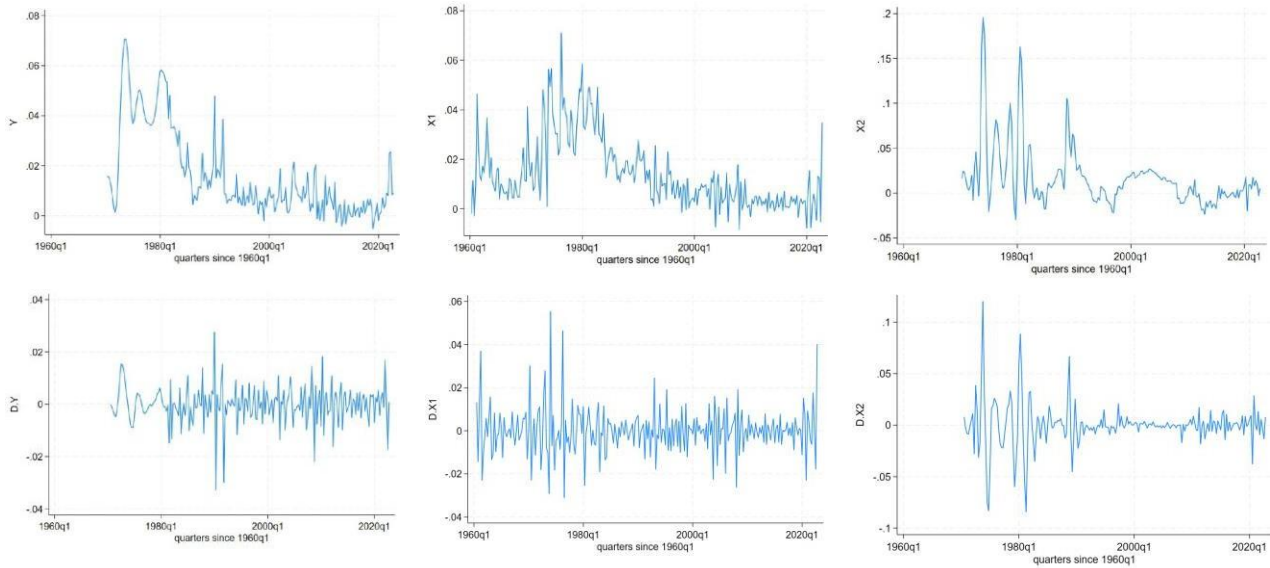 .08
.06
.04
.02
0
Y
1960q1 1980q1 2000q1 2020q1
quarters since 1960q1
.08
.06
.04
.02
0
X1
1960q1 1980q1 2000q1 2020q1
quarters since 1960q1
.2
.15
.1
.05
0
-.05
X2
1960q1 1980q1 2000q1 2020q1
quarters since 1960q1
.04
.02
0
-.02
-.04
D.Y
1960q1 1980q1 2000q1 2020q1
quarters since 1960q1
.06
.04
.02
0
-.02
-.04
D.X1
1960q1 1980q1 2000q1 2020q1
quarters since 1960q1
.1
.05
0
-.05
-.1
D.X2
1960q1 1980q1 2000q1 2020q1
quarters since 1960q1